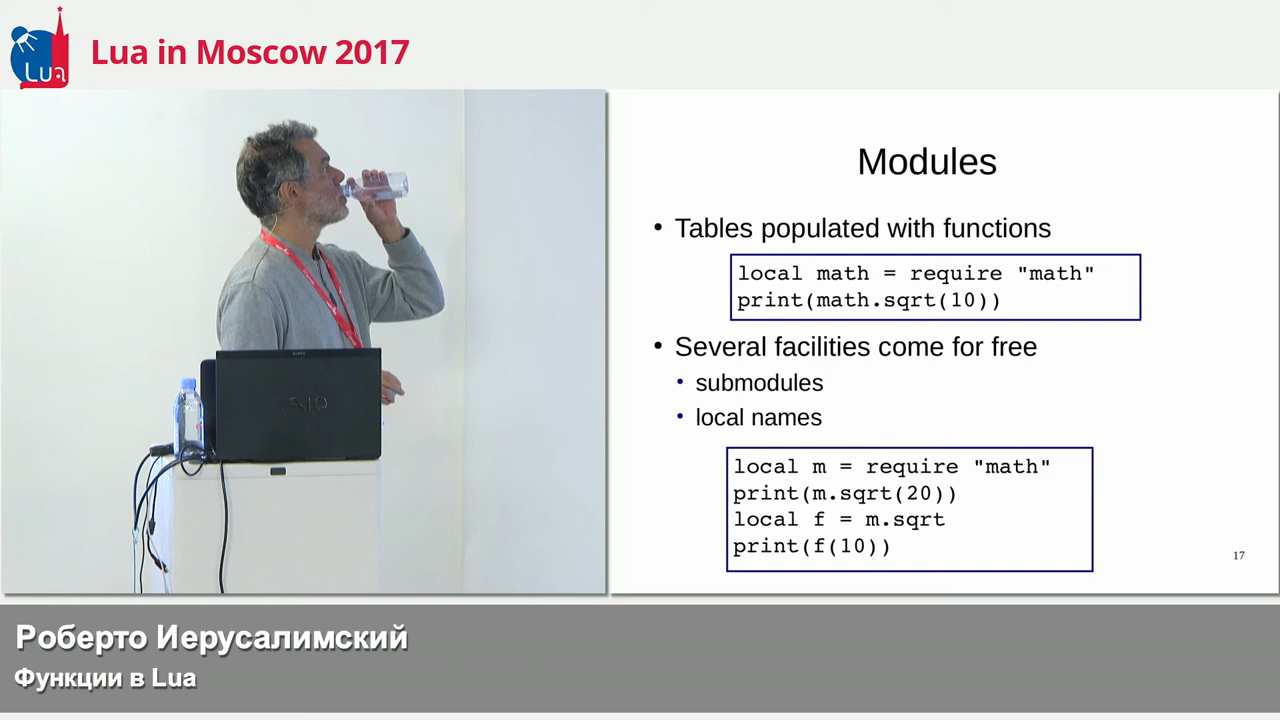 Lua
Lua in Moscow 2017
Modules
• Tables populated with functions
local math = require "math"
print(math.sqrt(10))
• Several facilities come for free
• submodules
• local names
local m = require "math"
print(m.sqrt(20))
local f = m.sqrt
print(f(10))
17
SONY
VAIO
Роберто Иерусалимский
Функции в Lua